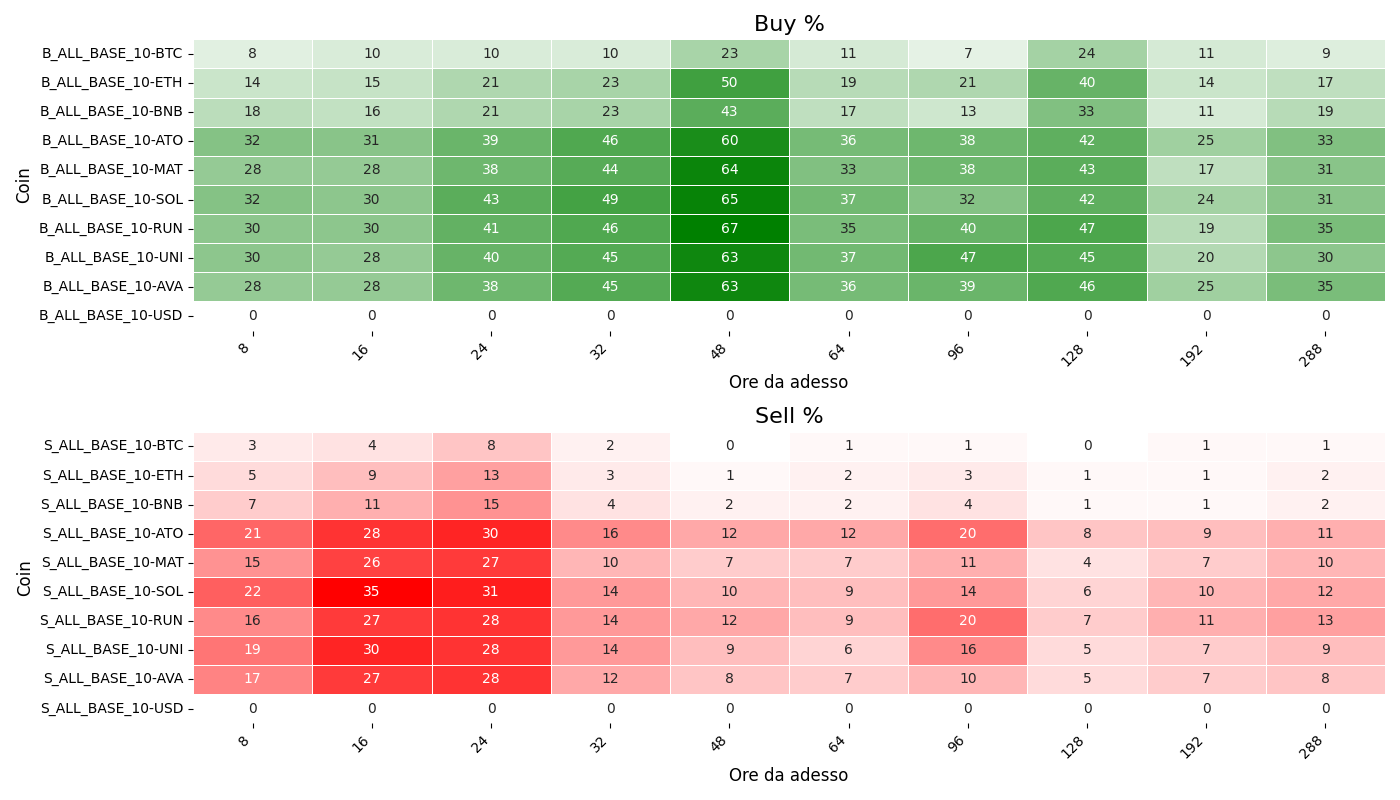 Buy %
Coin
B_ALL_BASE_10-BTC 8 10 10 10 23 11 7 24 11 9
B_ALL_BASE_10-ETH 14 15 21 23 50 19 21 40 14 17
B_ALL_BASE_10-BNB 18 16 21 23 43 17 13 33 11 19
B_ALL_BASE_10-ATO 32 31 39 46 60 36 38 42 25 33
B_ALL_BASE_10-MAT 28 28 38 44 64 33 38 43 17 31
B_ALL_BASE_10-SOL 32 30 43 49 65 37 32 42 24 31
B_ALL_BASE_10-RUN 30 30 41 46 67 35 40 47 19 35
B_ALL_BASE_10-UNI 30 28 40 45 63 37 47 45 20 30
B_ALL_BASE_10-AVA 28 28 38 45 63 36 39 46 25 35
B_ALL_BASE_10-USD 0 0 0 0 0 0 0 0 0 0
8 16 24 32 48 64 96 128 192 288
Ore da adesso
Sell %
Coin
S_ALL_BASE_10-BTC 3 4 8 2 0 1 1 0 1 1
S_ALL_BASE_10-ETH 5 9 13 3 1 2 3 1 1 2
S_ALL_BASE_10-BNB 7 11 15 4 2 2 4 1 1 2
S_ALL_BASE_10-ATO 21 28 30 16 12 12 20 8 9 11
S_ALL_BASE_10-MAT 15 26 27 10 7 7 11 4 7 10
S_ALL_BASE_10-SOL 22 35 31 14 10 9 14 6 10 12
S_ALL_BASE_10-RUN 16 27 28 14 12 9 20 7 11 13
S_ALL_BASE_10-UNI 19 30 28 14 9 6 16 5 7 9
S_ALL_BASE_10-AVA 17 27 28 12 8 7 10 5 7 8
S_ALL_BASE_10-USD 0 0 0 0 0 0 0 0 0 0
8 16 24 32 48 64 96 128 192 288
Ore da adesso